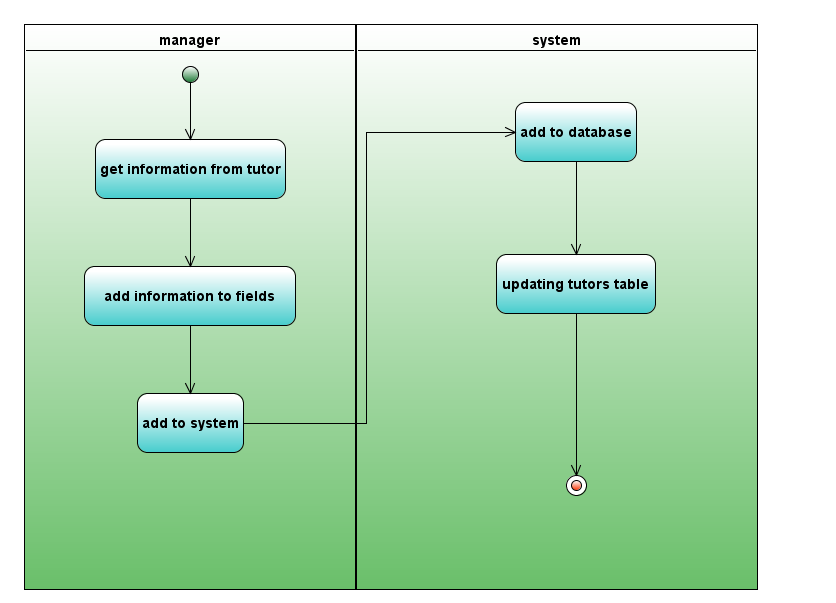 manager
get information from tutor
add information to fields
add to system
system
add to database
updating tutors table